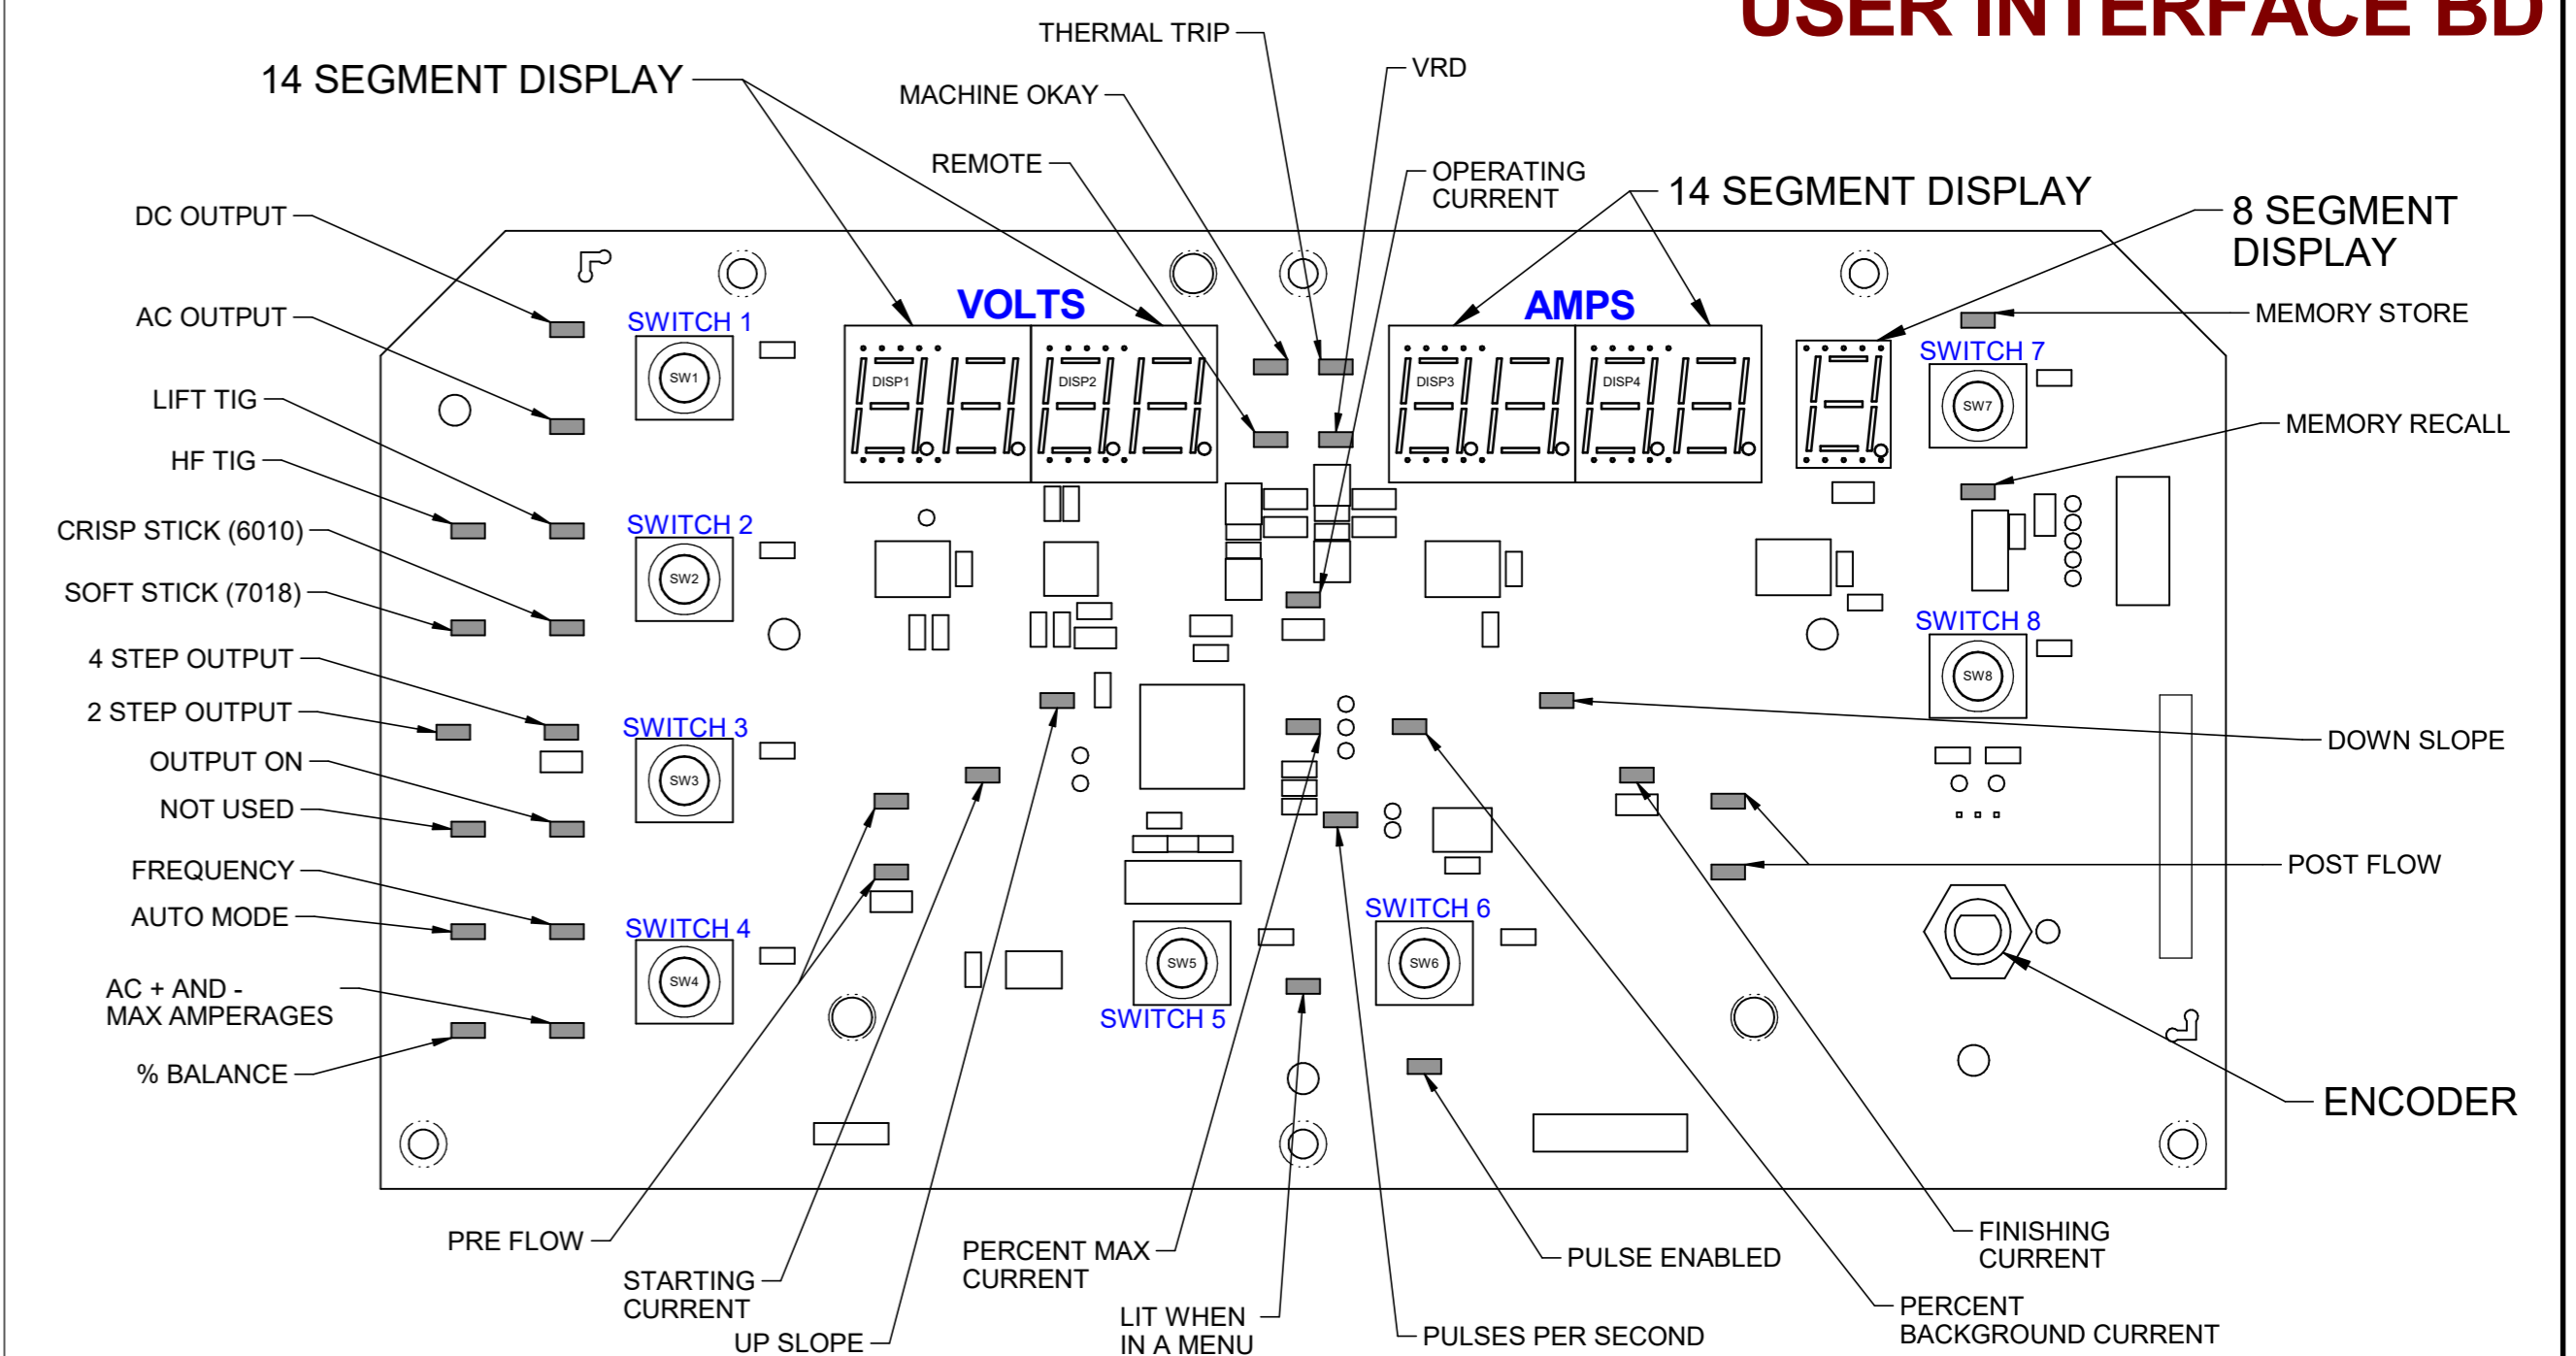 USER INTERFACE BD
THERMAL TRIP
14 SEGMENT DISPLAY
VRD
MACHINE OKAY
REMOTE
OPERATING
CURRENT
14 SEGMENT DISPLAY
8 SEGMENT
DISPLAY
DC OUTPUT
VOLTS
AMPS
MEMORY STORE
AC OUTPUT
SWITCH 1
SW1
DISP1
DISP2
DISP3
DISP4
SWITCH 7
SW7
LIFT TIG
MEMORY RECALL
HF TIG
CRISP STICK (6010)
SWITCH 2
SW2
SOFT STICK (7018)
SWITCH 8
SW8
4 STEP OUTPUT
2 STEP OUTPUT
SWITCH 3
SW3
DOWN SLOPE
OUTPUT ON
NOT USED
FREQUENCY
POST FLOW
AUTO MODE
SWITCH 4
SW4
SWITCH 6
SW6
SW5
SWITCH 5
AC + AND -
MAX AMPERAGES
% BALANCE
ENCODER
PRE FLOW
STARTING
CURRENT
UP SLOPE
PERCENT MAX
CURRENT
LIT WHEN
IN A MENU
PULSE ENABLED
PULSES PER SECOND
FINISHING
CURRENT
PERCENT
BACKGROUND CURRENT